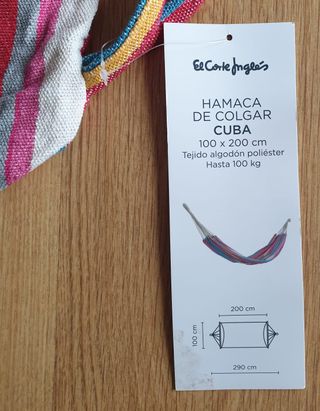 El Corte Inglés
HAMACA
DE COLGAR
CUBA
100 x 200 cm
Tejido algodón poliéster
Hasta 100 kg
200 cm
100 cm
290 cm